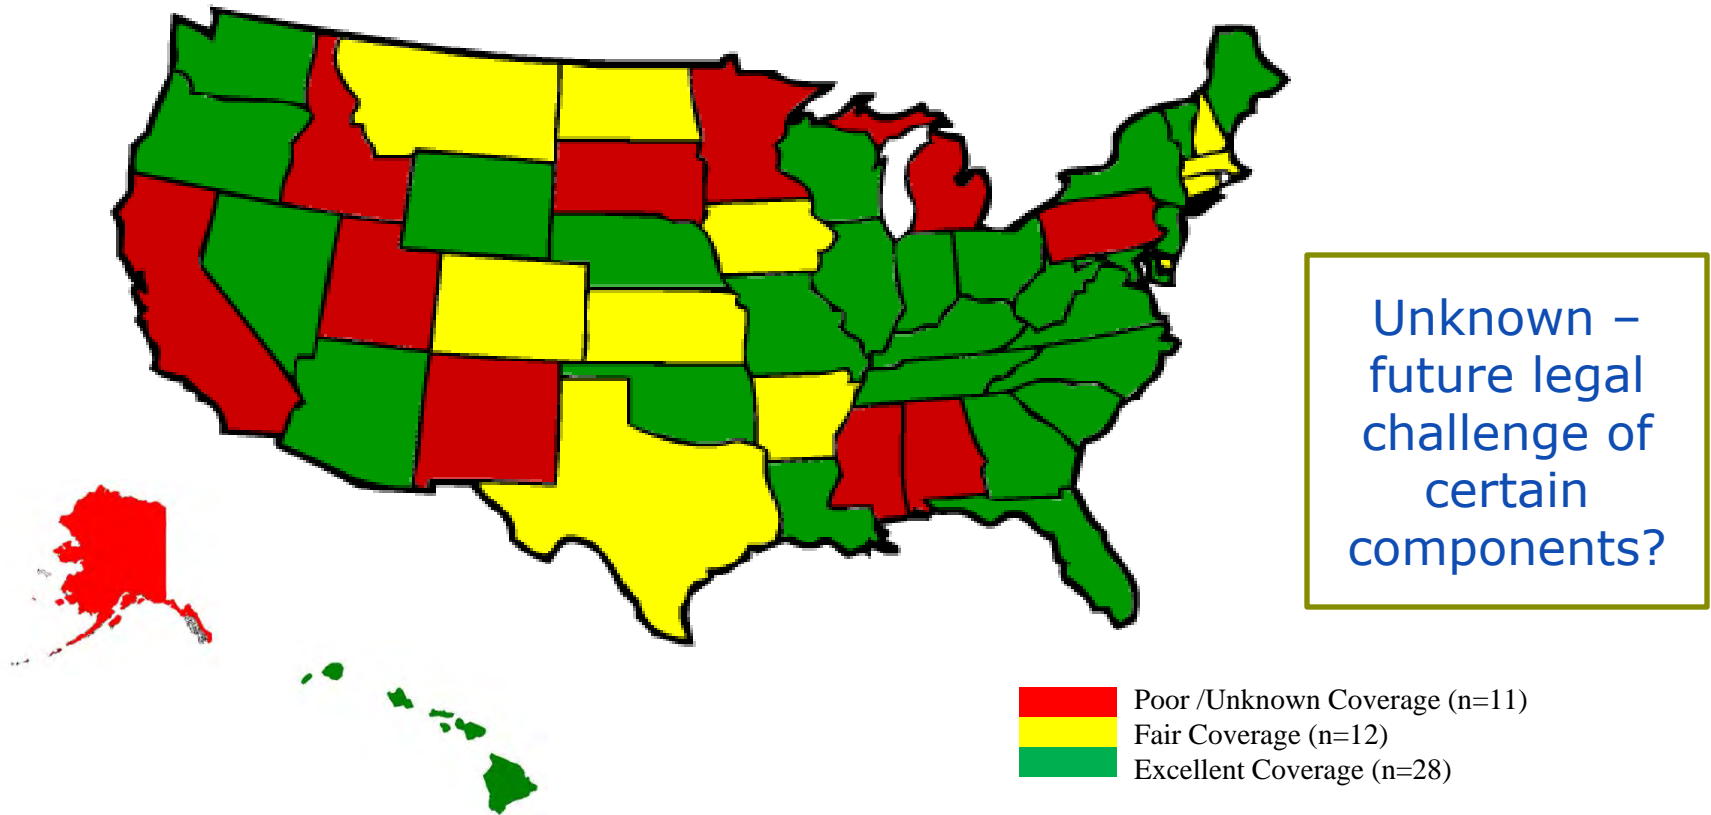 Unknown –
future legal
challenge of
certain
components?
Poor /Unknown Coverage (n=11)
Fair Coverage (n=12)
Excellent Coverage (n=28)